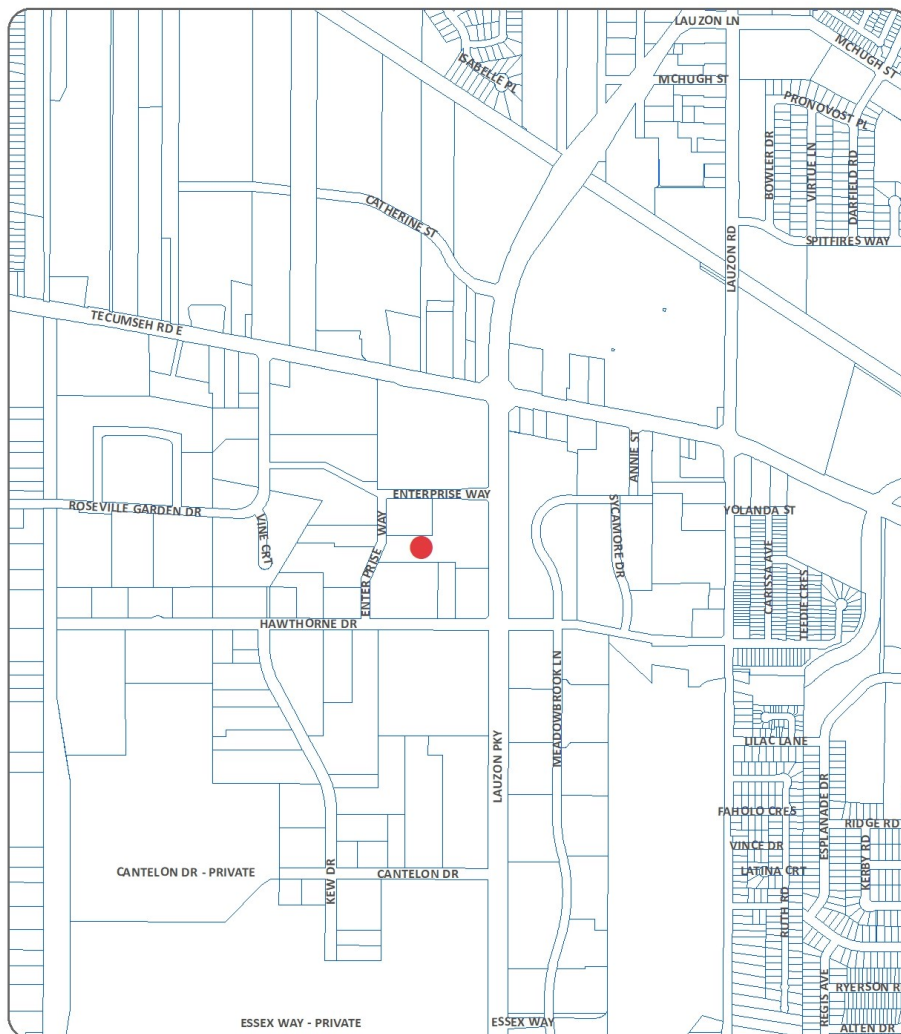 LAUZON LN
MCHUGH ST
ISABELLE PL
MCHUGH ST
PRONOVOST PL
BOWLER DR
VIRTUE LN
DARFIELD RD
CATHERINE ST
SPITFIRES WAY
LAUZON RD
TECUMSEH RD E
ANNIE ST
ENTERPRISE WAY
ROSEVILLE GARDEN DR
VINE CRT
ENTERPRISE WAY
SYCAMORE DR
YOLANDA ST
CARISSA AVE
TEEDIE CRES
HAWTHORNE DR
MEADOWBROOK LN
LAUZON PKY
LILAC LANE
ESPLANADE DR
FAHOLO CRES
RIDGE RD
VINCE DR
KERBY RD
CANTELON DR - PRIVATE
KEW DR
CANTELON DR
LATINA CRT
RUTH RD
REGIS AVE
RYERSON R
ESSEX WAY - PRIVATE
ESSEX WAY
ALTEN DR